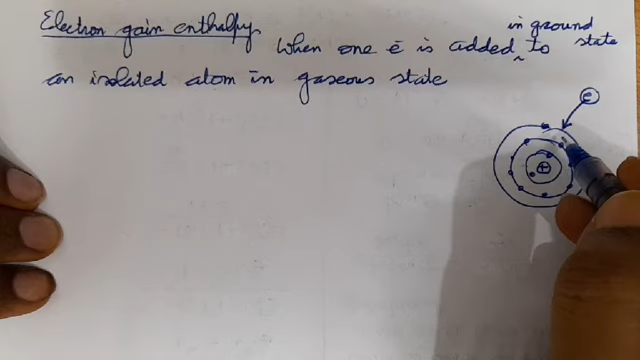 Electron gain enthalpy. When one ē is added ^ to in ground state
an isolated atom in gaseous state
e
+